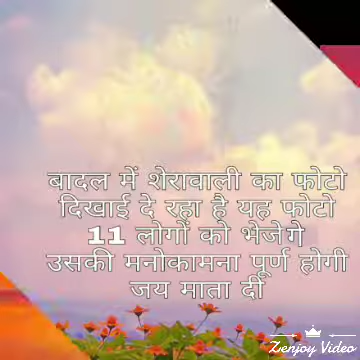 बादल में शेरावाली का फोटो
दिखाई दे रहा है यह फोटो
11 लोगों को भेजेगे
उसकी मनोकामना पूर्ण होगी
जय माता दी
Zenjoy Video